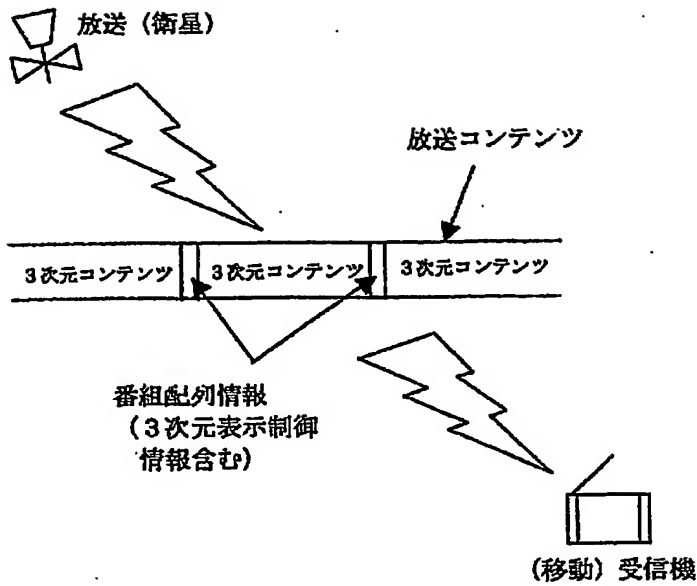 放送（衛星）
放送コンテンツ
3次元コンテンツ 3次元コンテンツ 3次元コンテンツ
番組配列情報
（3次元表示制御
情報含む）
（移動）受信機